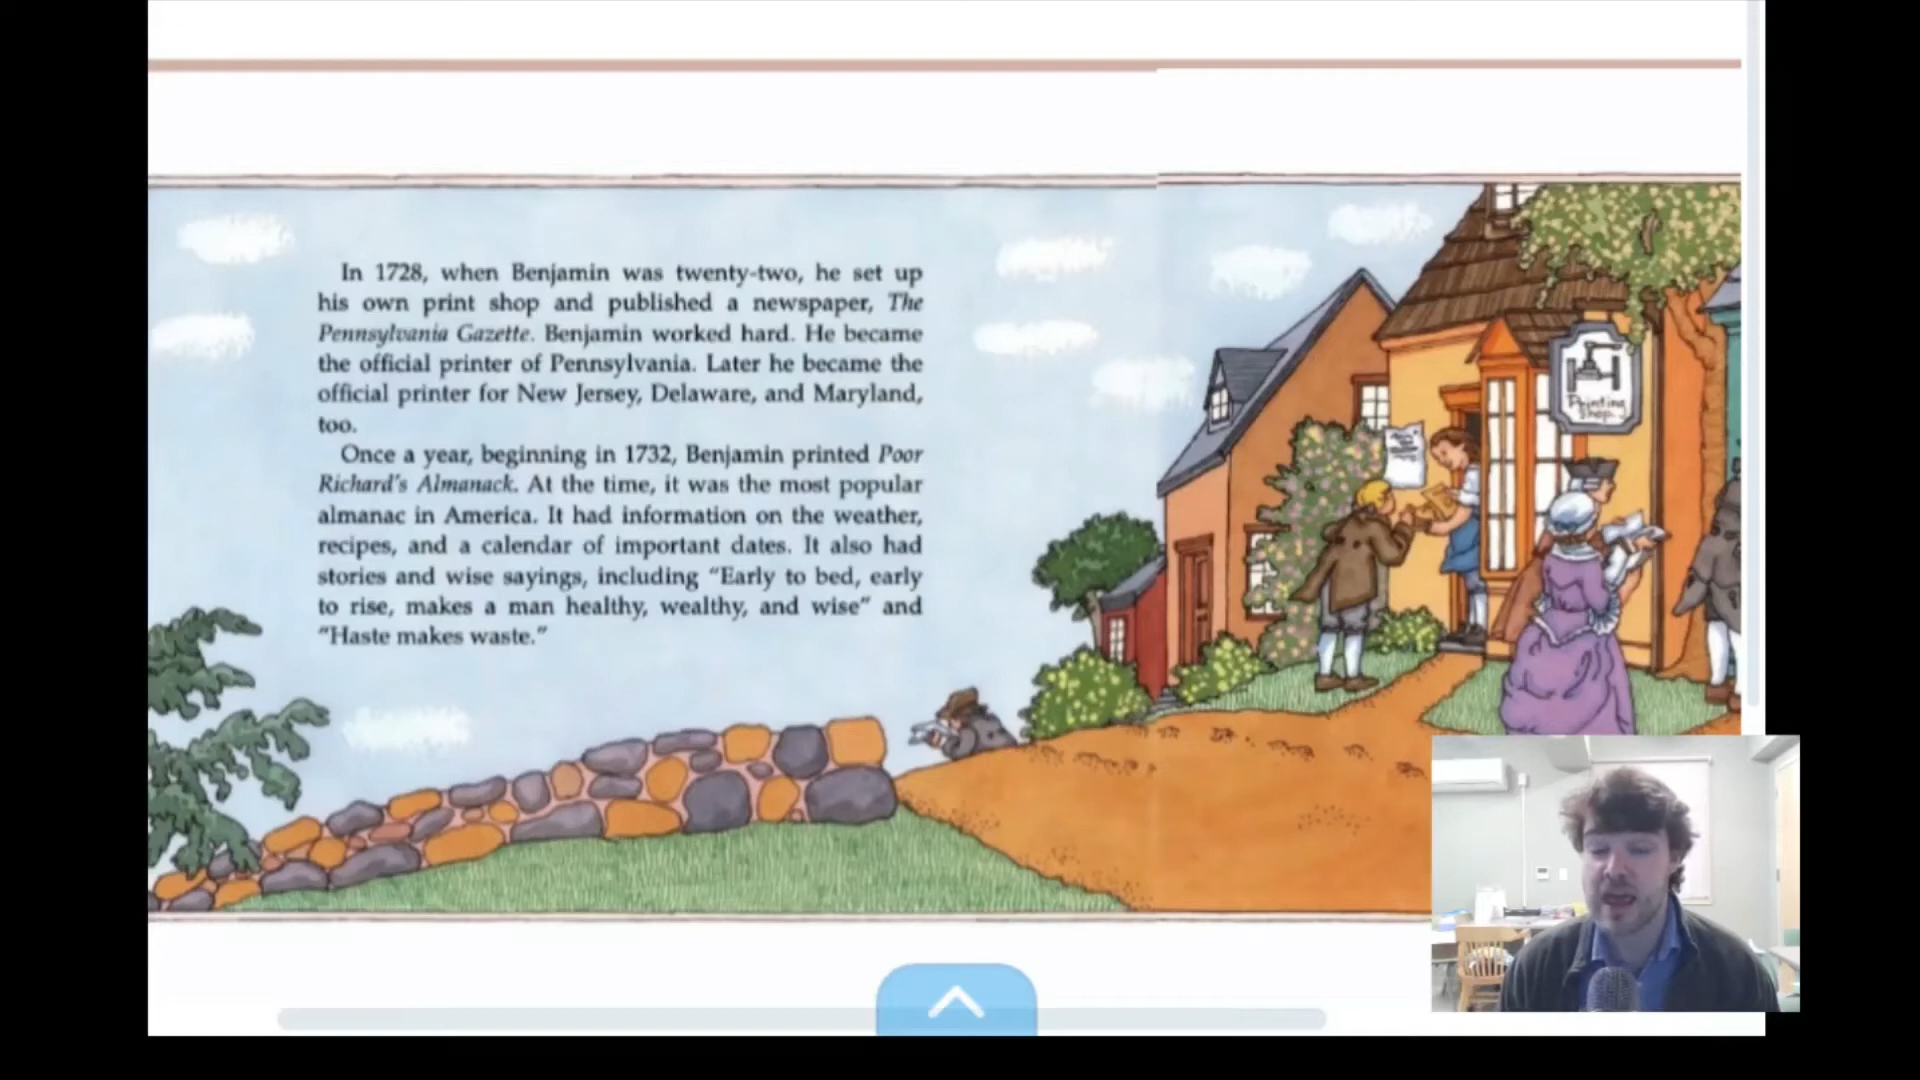 In 1728, when Benjamin was twenty-two, he set up
his own print shop and published a newspaper, The
Pennsylvania Gazette. Benjamin worked hard. He became
the official printer of Pennsylvania. Later he became the
official printer for New Jersey, Delaware, and Maryland,
too.
Once a year, beginning in 1732, Benjamin printed Poor
Richard's Almanack. At the time, it was the most popular
almanac in America. It had information on the weather,
recipes, and a calendar of important dates. It also had
stories and wise sayings, including "Early to bed, early
to rise, makes a man healthy, wealthy, and wise" and
"Haste makes waste."
Printing
Shop